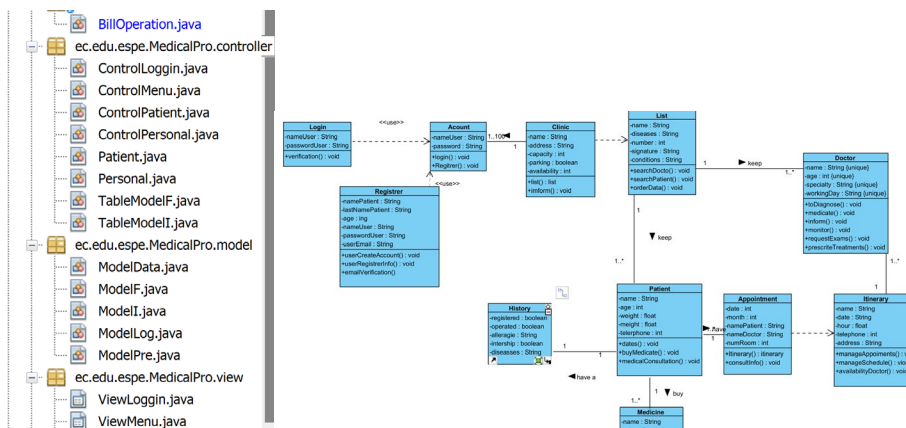 BillOperation.java
ec.edu.espe.MedicalPro.controller
ControlLoggin.java
ControlMenu.java
ControlPatient.java
ControlPersonal.java
Patient.java
Personal.java
TableModelF.java
TableModelI.java
ec.edu.espe.MedicalPro.model
ModelData.java
ModelF.java
ModelI.java
ModelLog.java
ModelPre.java
ec.edu.espe.MedicalPro.view
ViewLoggin.java
ViewMenu.java
Login
-nameUser : String
-passwordUser : String
+verification() : void
<<use>>
Acount
-nameUser : String
-password : String
+login() : void
+Regitrer() : void
1..100
1
<<use>>
Registrer
-namePatient : String
-lastNamePatient : String
-age : ing
-nameUser : String
-passwordUser : String
-userEmail : String
+userCreateAccount() : void
+userRegistrerInfo() : void
+emailVerification()
Clinic
-name : String
-address : String
-capacity : int
-parking : boolean
-availability : int
+list() : list
+imform() : void
List
-name : String
-diseases : String
-number : int
-signature : String
-conditions : String
+searchDocto() : void
+searchPatient() : void
+orderData() : void
1
keep
1..*
Doctor
-name : String {unique}
-age : int {unique}
-specialty : String {unique}
-workingDay : String {unique}
+toDiagnose() : void
+medicate() : void
+inform() : void
+monitor() : void
+requestExams() : void
+prescriteTreatments() : void
1
keep
1..*
1..*
1
History
-registered : boolean
-operated : boolean
-alleragie : String
-intership : boolean
-diseasses : String
1
1
have a
Patient
-name : String
-age : int
-weight : float
-meight : float
-telerphone : int
+dates() : void
+buyMedicate() : void
+medicalConsultation() : void
1..*
have
1
Appointment
-date : int
-month : int
-namePatient : String
-nameDoctor : String
-numRoom : int
+itinerary() : itinerary
+consultInfo() : void
Itinerary
-name : String
-date : String
-hour : float
-telephone : int
-address : String
+manageAppoiments() : void
+manageSchedule() : void
+availabilityDoctor() : void
1
buy
1..*
Medicine
-name : String